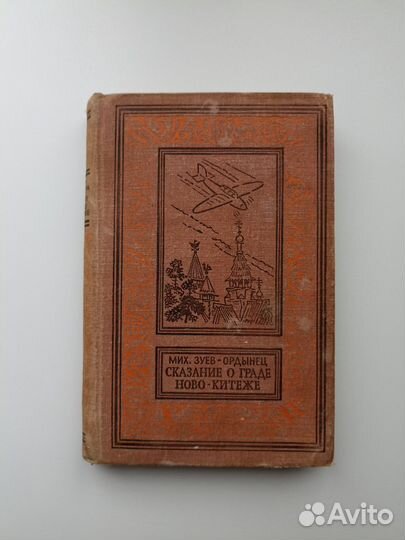 МИХ. ЗУЕВ-ОРДЫНЕЦ
СКАЗАНИЕ О ГРАДЕ
НОВО-КИТЕЖЕ
Avito